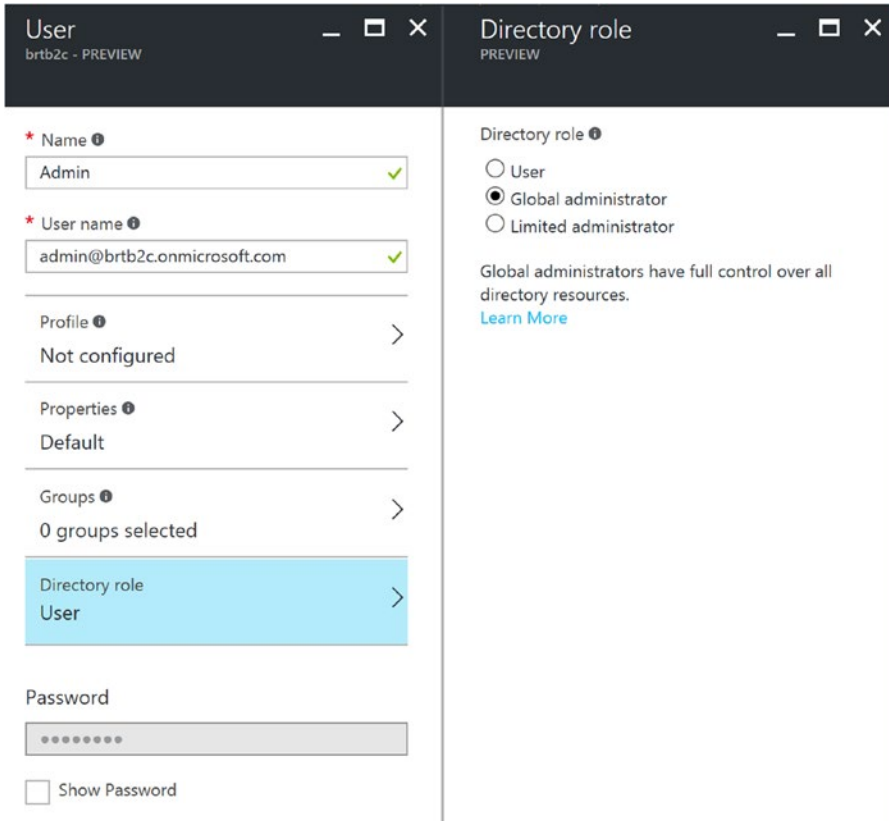 User
brtb2c - PREVIEW
* Name
Admin
* User name
admin@brtb2c.onmicrosoft.com
Profile
Not configured
Properties
Default
Groups
0 groups selected
Directory role
User
Password
Show Password
Directory role
PREVIEW
Directory role
User
Global administrator
Limited administrator
Global administrators have full control over all
directory resources.
Learn More